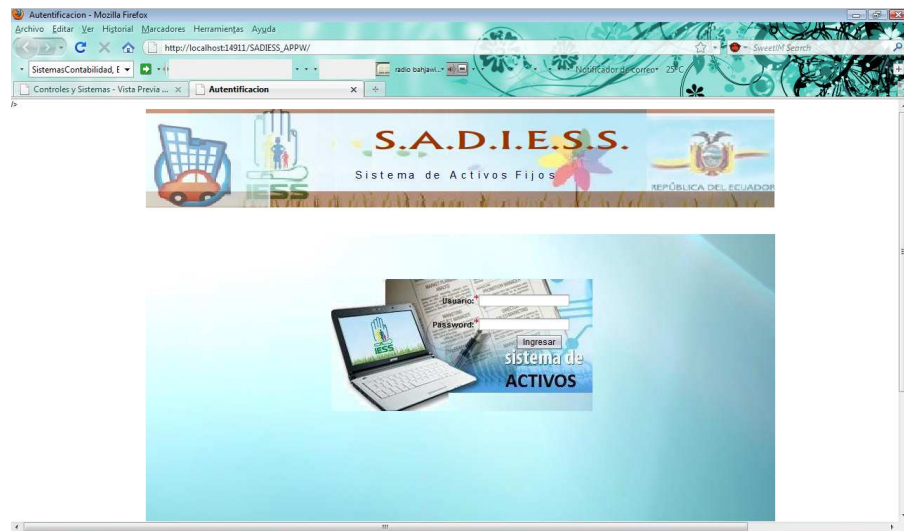 Autentificacion - Mozilla Firefox
Archivo Editar Ver Historial Marcadores Herramientas Ayuda
http://localhost:14911/SADIESS_APPW/
SweetIM Search
SistemasContabilidad, E
radio bahjawi...
Notificador de correo
25°C
Controles y Sistemas - Vista Previa ...
Autentificacion
/>
S.A.D.I.E.S.S.
Sistema de Activos Fijos
IESS
REPÚBLICA DEL ECUADOR
Usuario:*
Password:*
Ingresar
IESS
sistema de
ACTIVOS